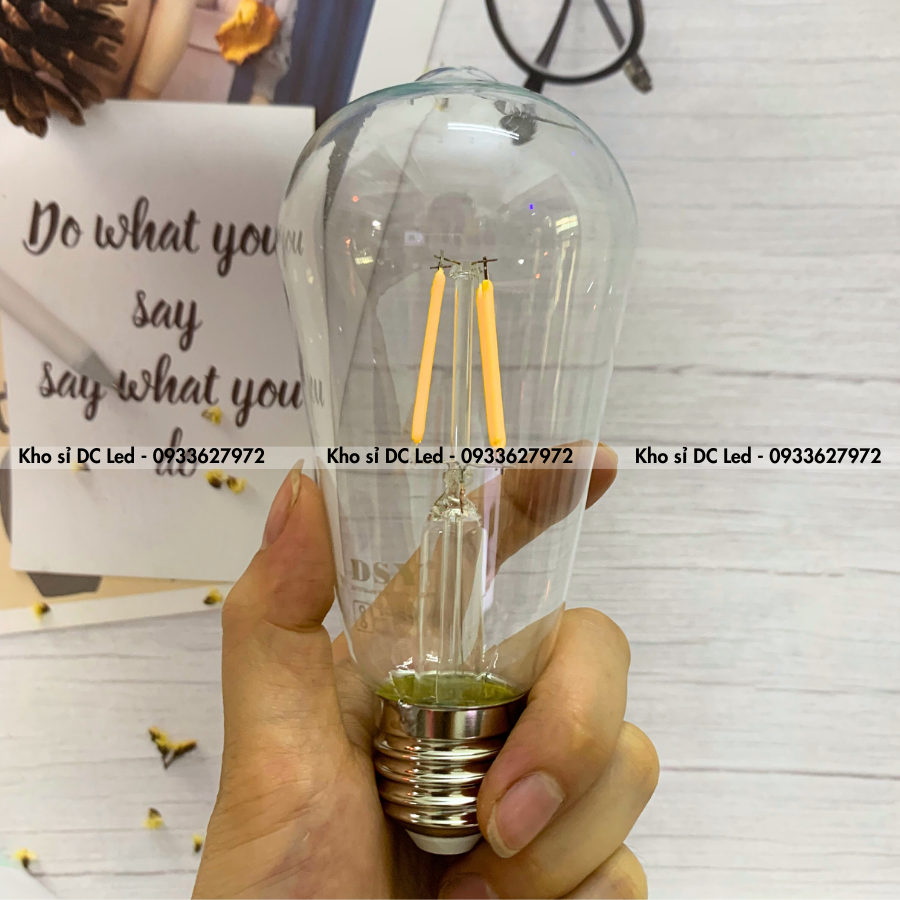 Do what you
say
say what you
do
Kho sỉ DC Led - 0933627972 Kho sỉ DC Led - 0933627972 Kho sỉ DC Led - 0933627972